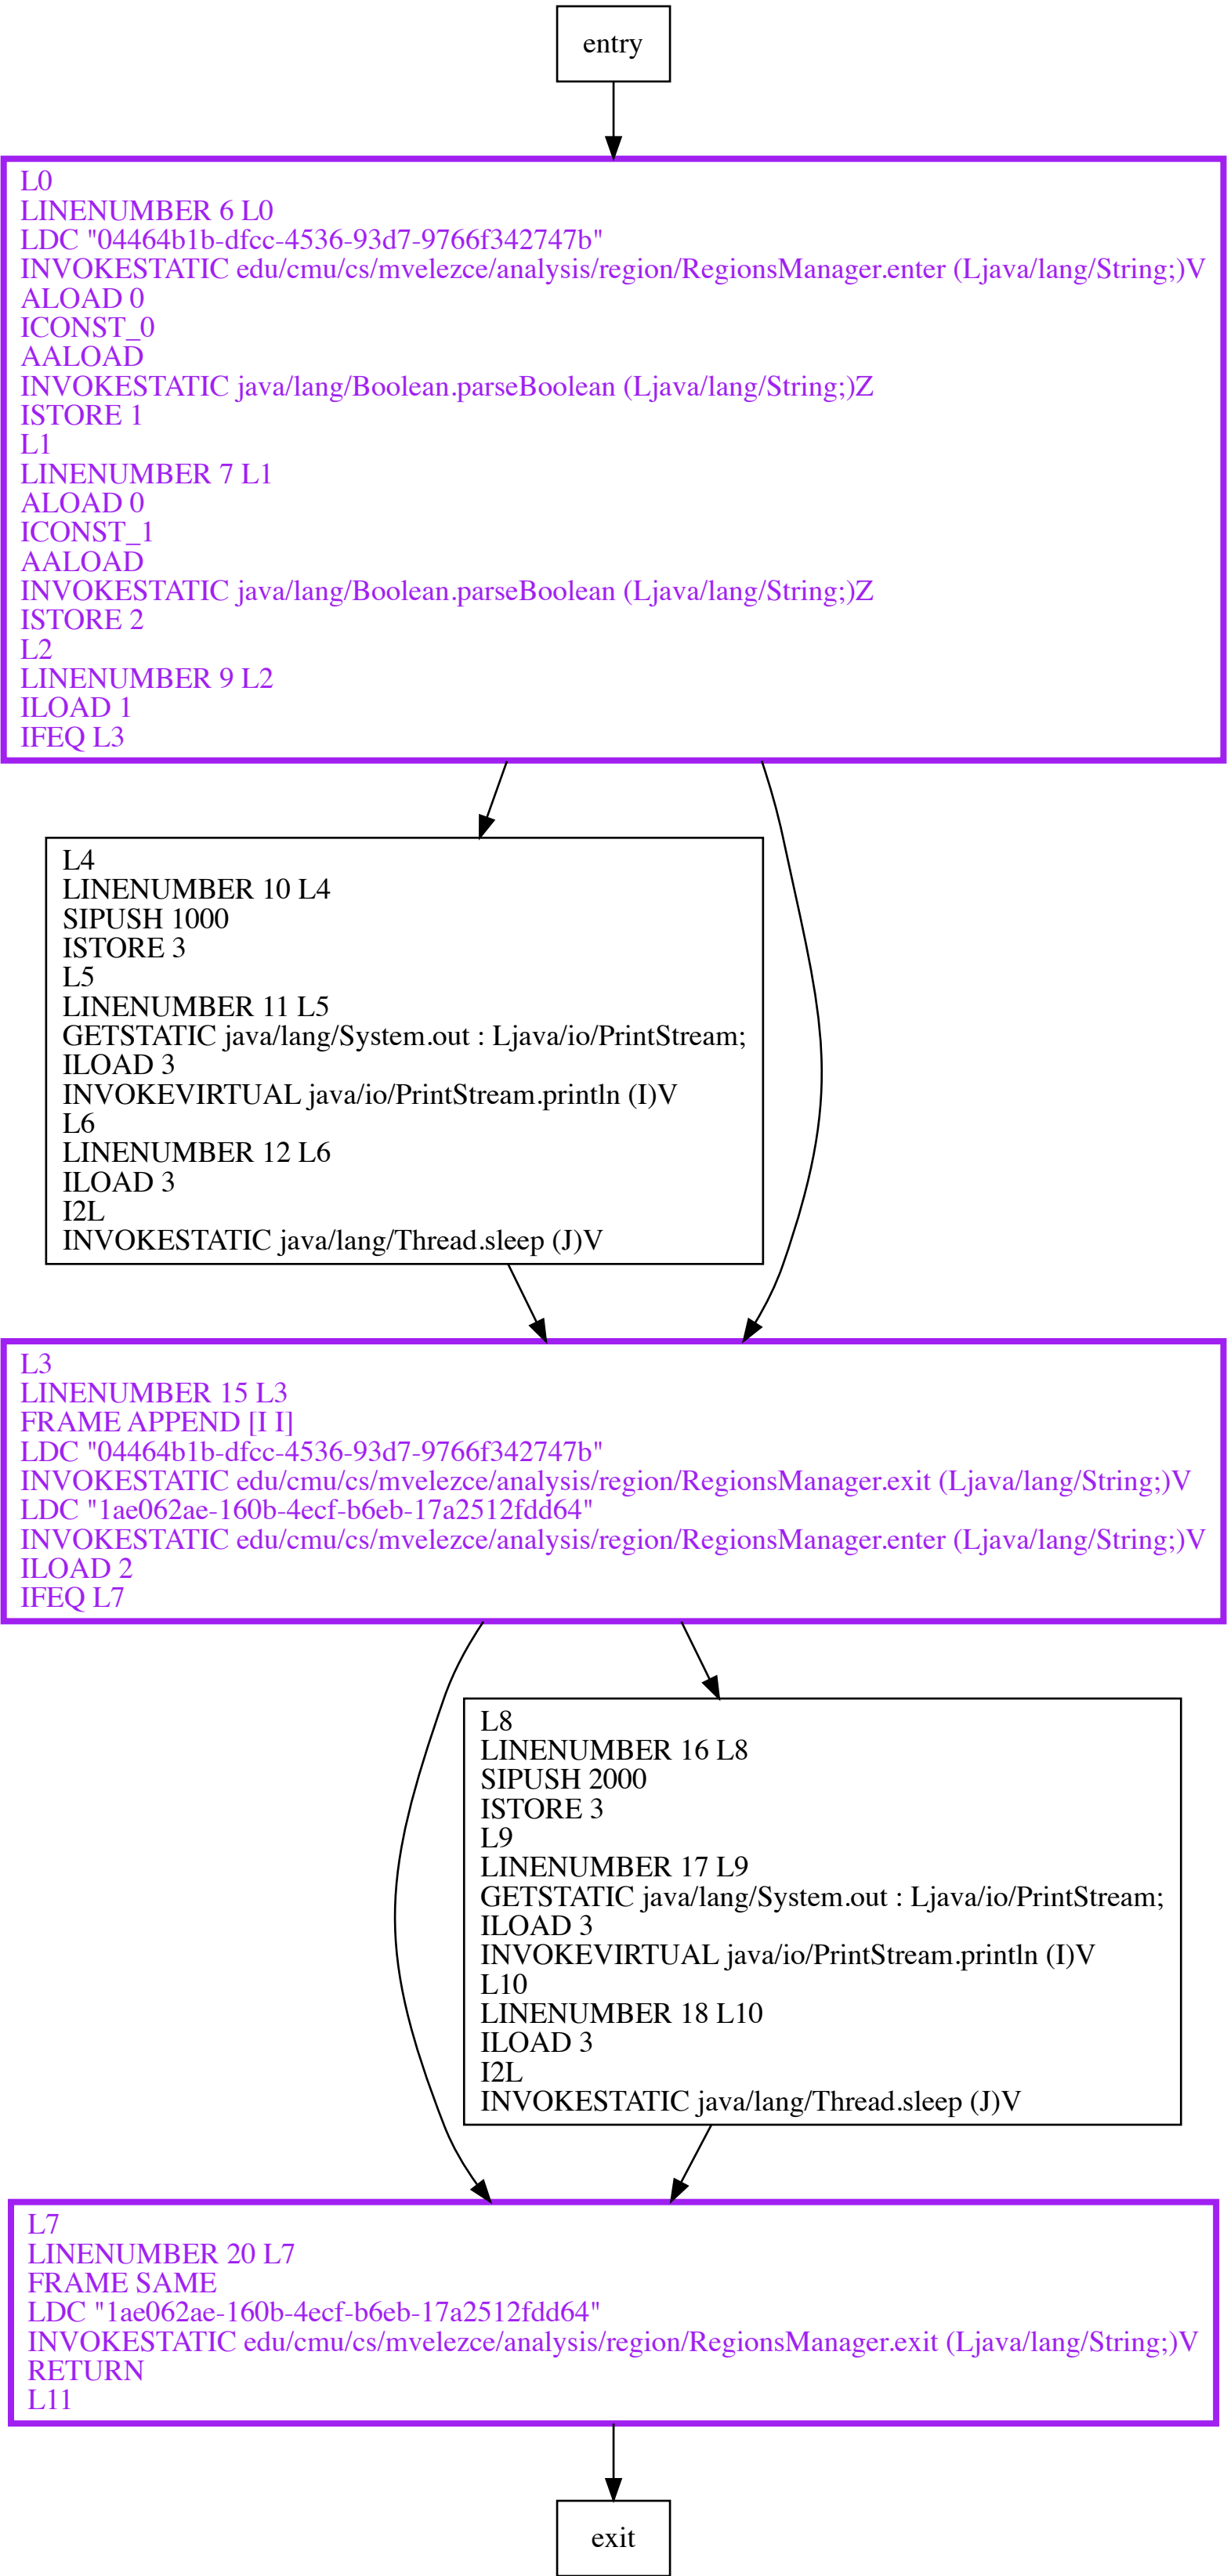 entry
L0
LINENUMBER 6 L0
LDC "04464b1b-dfcc-4536-93d7-9766f342747b"
INVOKESTATIC edu/cmu/cs/mvelezce/analysis/region/RegionsManager.enter (Ljava/lang/String;)V
ALOAD 0
ICONST_0
AALOAD
INVOKESTATIC java/lang/Boolean.parseBoolean (Ljava/lang/String;)Z
ISTORE 1
L1
LINENUMBER 7 L1
ALOAD 0
ICONST_1
AALOAD
INVOKESTATIC java/lang/Boolean.parseBoolean (Ljava/lang/String;)Z
ISTORE 2
L2
LINENUMBER 9 L2
ILOAD 1
IFEQ L3
L4
LINENUMBER 10 L4
SIPUSH 1000
ISTORE 3
L5
LINENUMBER 11 L5
GETSTATIC java/lang/System.out : Ljava/io/PrintStream;
ILOAD 3
INVOKEVIRTUAL java/io/PrintStream.println (I)V
L6
LINENUMBER 12 L6
ILOAD 3
I2L
INVOKESTATIC java/lang/Thread.sleep (J)V
L3
LINENUMBER 15 L3
FRAME APPEND [I I]
LDC "04464b1b-dfcc-4536-93d7-9766f342747b"
INVOKESTATIC edu/cmu/cs/mvelezce/analysis/region/RegionsManager.exit (Ljava/lang/String;)V
LDC "1ae062ae-160b-4ecf-b6eb-17a2512fdd64"
INVOKESTATIC edu/cmu/cs/mvelezce/analysis/region/RegionsManager.enter (Ljava/lang/String;)V
ILOAD 2
IFEQ L7
L8
LINENUMBER 16 L8
SIPUSH 2000
ISTORE 3
L9
LINENUMBER 17 L9
GETSTATIC java/lang/System.out : Ljava/io/PrintStream;
ILOAD 3
INVOKEVIRTUAL java/io/PrintStream.println (I)V
L10
LINENUMBER 18 L10
ILOAD 3
I2L
INVOKESTATIC java/lang/Thread.sleep (J)V
L7
LINENUMBER 20 L7
FRAME SAME
LDC "1ae062ae-160b-4ecf-b6eb-17a2512fdd64"
INVOKESTATIC edu/cmu/cs/mvelezce/analysis/region/RegionsManager.exit (Ljava/lang/String;)V
RETURN
L11
exit